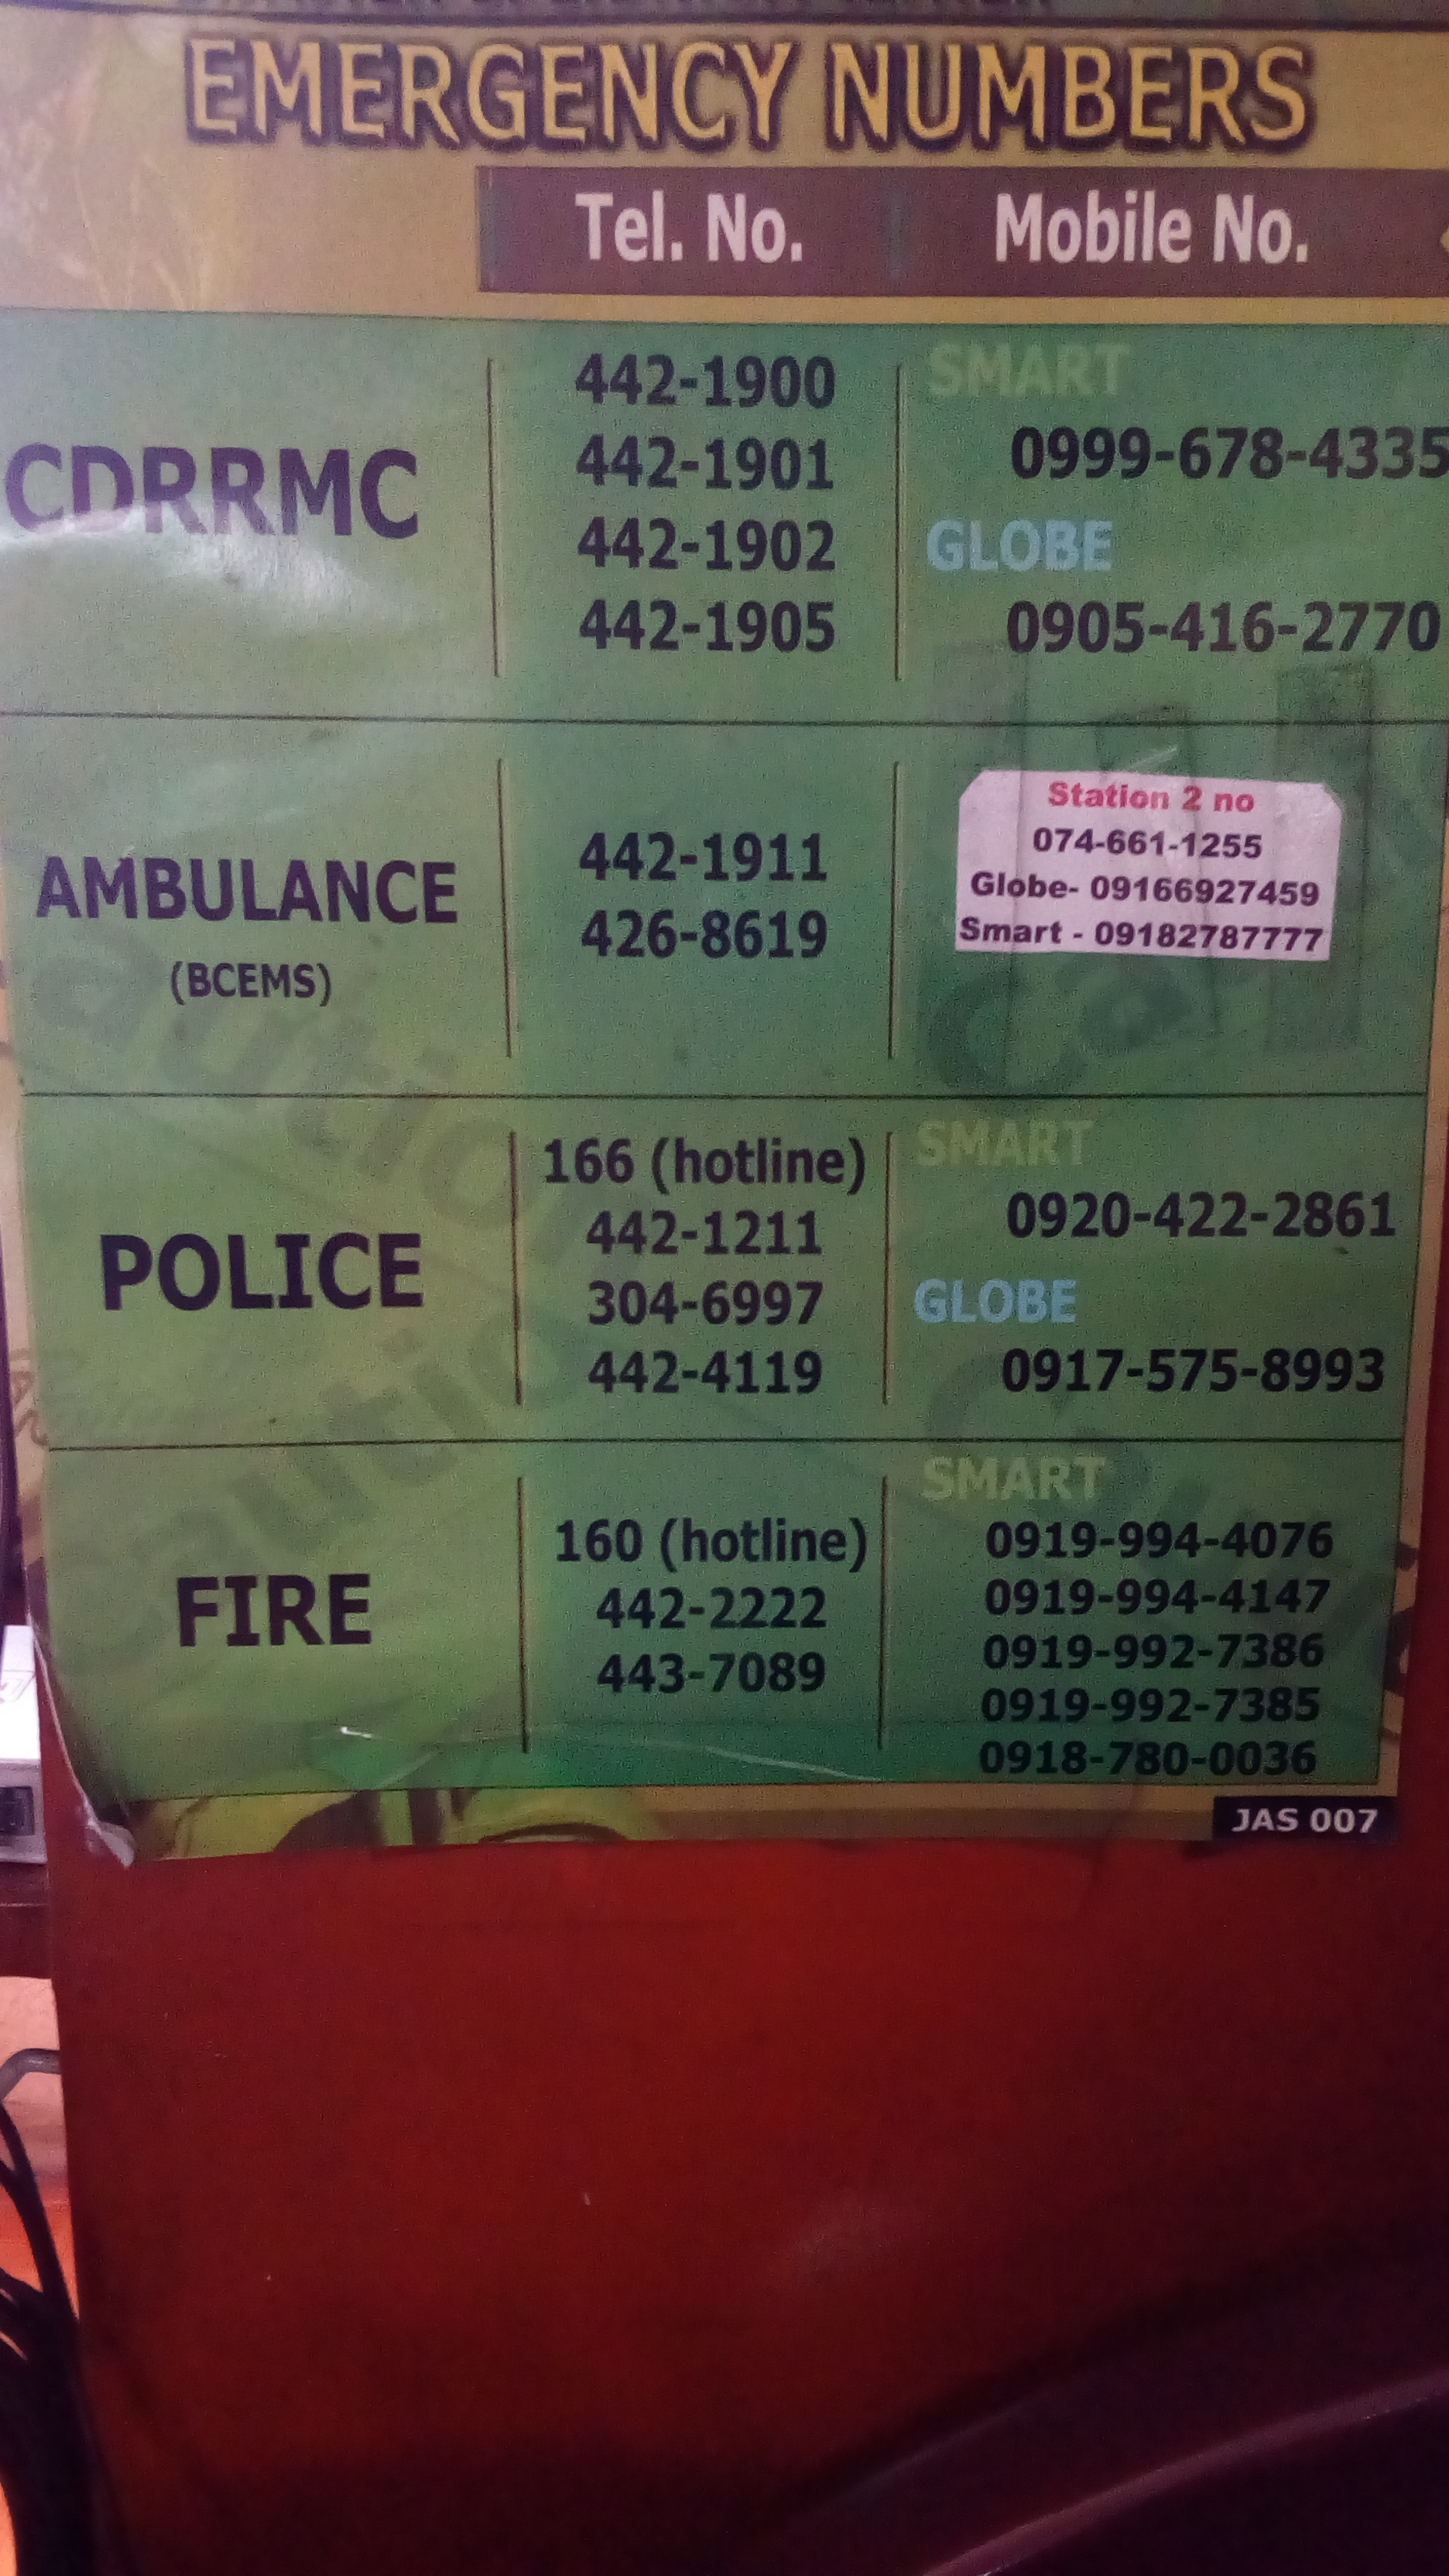 EMERGENCY NUMBERS
Tel. No. Mobile No.
CDRRMC
442-1900
442-1901
442-1902
442-1905
SMART
0999-678-4335
GLOBE
0905-416-2770
AMBULANCE
(BCEMS)
442-1911
426-8619
Station 2 no
074-661-1255
Globe- 09166927459
Smart - 09182787777
POLICE
166 (hotline)
442-1211
304-6997
442-4119
SMART
0920-422-2861
GLOBE
0917-575-8993
FIRE
160 (hotline)
442-2222
443-7089
SMART
0919-994-4076
0919-994-4147
0919-992-7386
0919-992-7385
0918-780-0036
JAS 007